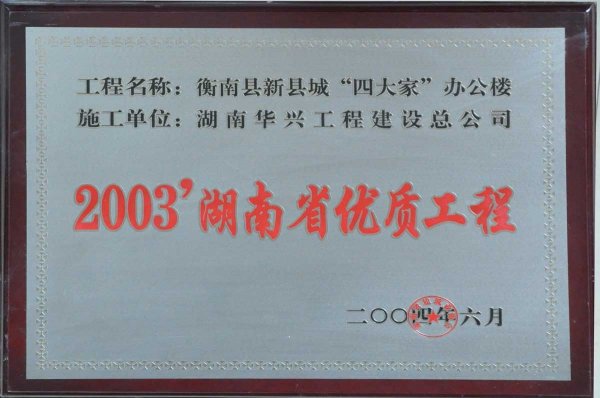 工程名称：衡南县新县城“四大家”办公楼
施工单位：湖南华兴工程建设总公司
2003'湖南省优质工程
二〇〇四年六月